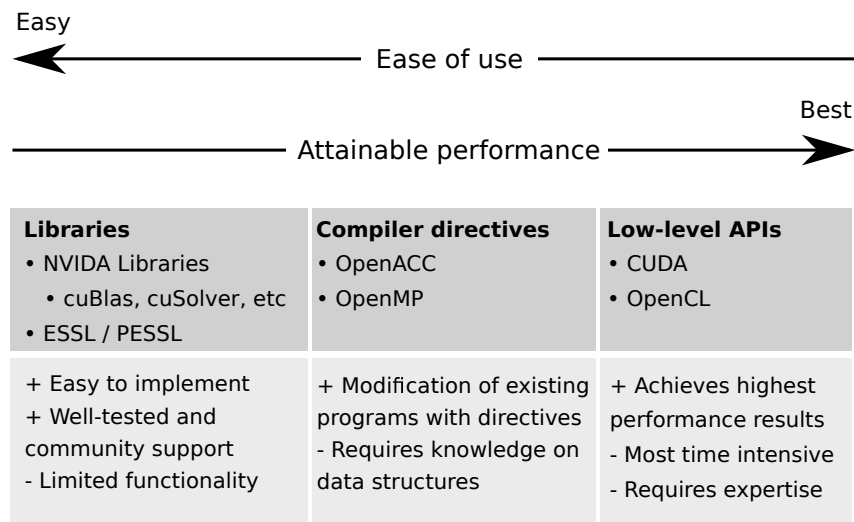 Easy
Ease of use
Best
Attainable performance
Libraries
• NVIDA Libraries
• cuBlas, cuSolver, etc
• ESSL / PESSL
Compiler directives
• OpenACC
• OpenMP
Low-level APIs
• CUDA
• OpenCL
+ Easy to implement
+ Well-tested and
community support
- Limited functionality
+ Modification of existing
programs with directives
- Requires knowledge on
data structures
+ Achieves highest
performance results
- Most time intensive
- Requires expertise